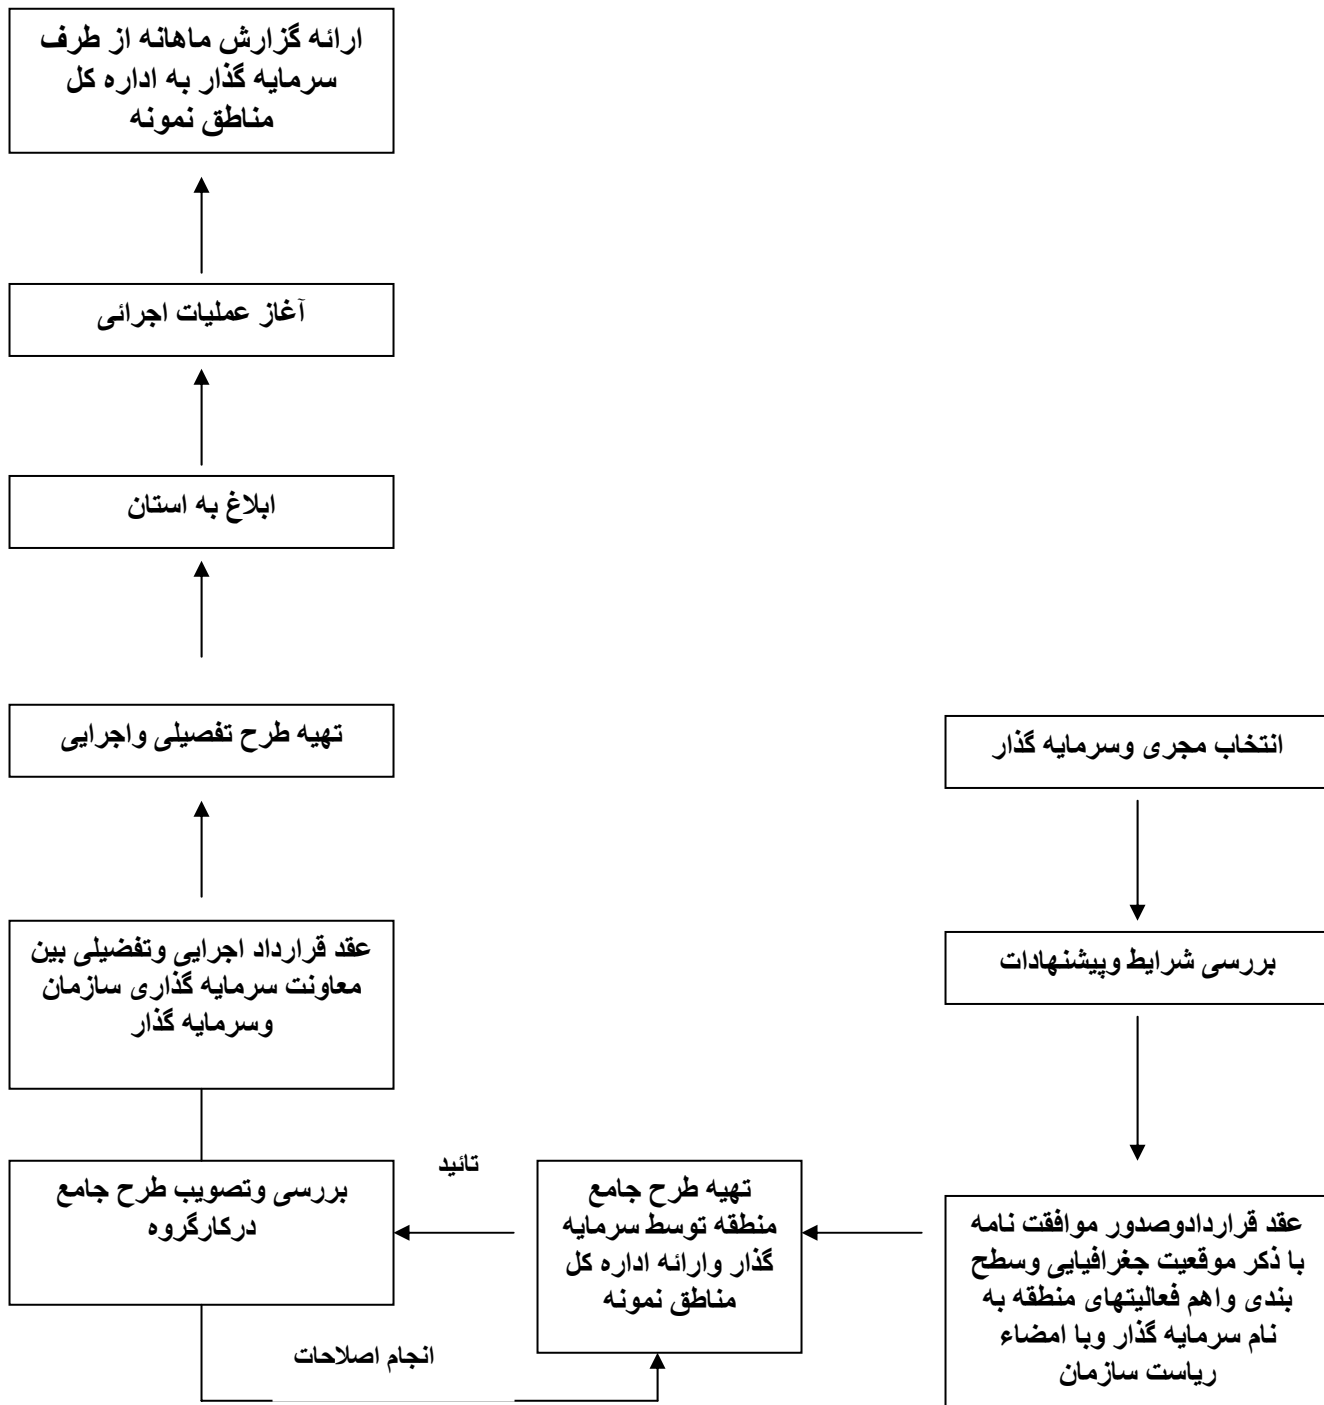 ارائه گزارش ماهانه از طرف
سرمایه گذار به اداره کل
مناطق نمونه
آغاز عملیات اجرائی
ابلاغ به استان
تهیه طرح تفصیلی واجرایی
انتخاب مجری وسرمایه گذار
بررسی شرایط وپیشنهادات
عقد قرارداد اجرایی وتفضیلی بین
معاونت سرمایه گذاری سازمان
وسرمایه گذار
عقد قراردادوصدور موافقت نامه
با ذکر موقعیت جغرافیایی وسطح
بندی واهم فعالیتهای منطقه به
نام سرمایه گذار وبا امضاء
ریاست سازمان
تهیه طرح جامع
منطقه توسط سرمایه
گذار وارائه اداره کل
مناطق نمونه
تائید
بررسی وتصویب طرح جامع
درکارگروه
انجام اصلاحات